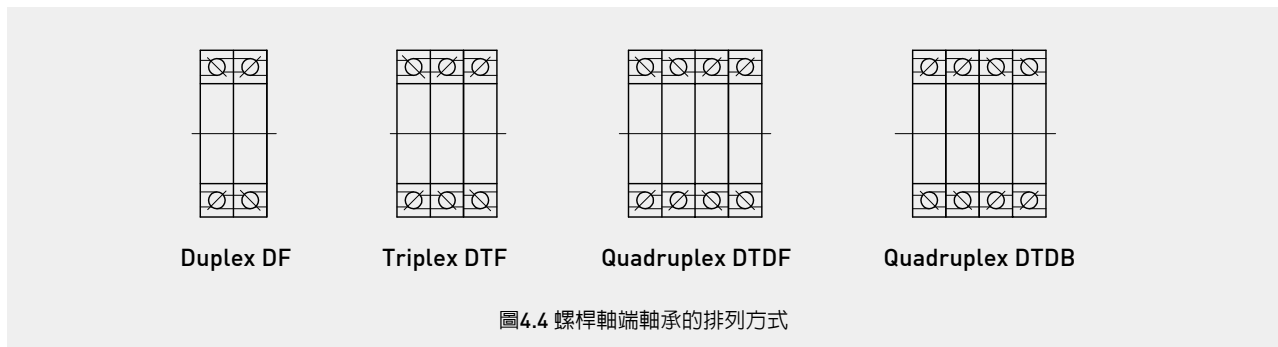 Duplex DF
Triplex DTF
Quadruplex DTDF
Quadruplex DTDB
圖4.4 螺桿軸端軸承的排列方式